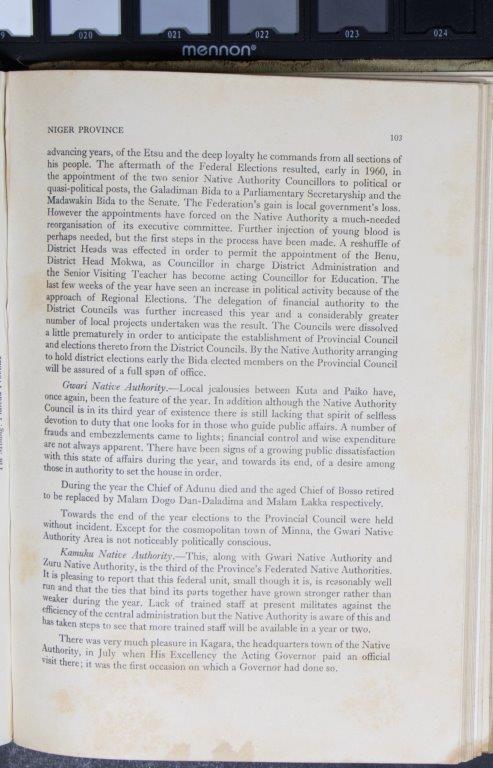 020 021 022 023 024
mennon®
NIGER PROVINCE
103
advancing years, of the Etsu and the deep loyalty he commands from all sections of
his people. The aftermath of the Federal Elections resulted, early in 1960, in
the appointment of the two senior Native Authority Councillors to political or
quasi-political posts, the Galadiman Bida to a Parliamentary Secretaryship and the
Madawakin Bida to the Senate. The Federation's gain is local government's loss.
However the appointments have forced on the Native Authority a much-needed
reorganisation of its executive committee. Further injection of young blood is
perhaps needed, but the first steps in the process have been made. A reshuffle of
District Heads was effected in order to permit the appointment of the Benu,
District Head Mokwa, as Councillor in charge District Administration and
the Senior Visiting Teacher has become acting Councillor for Education. The
last few weeks of the year have seen an increase in political activity because of the
approach of Regional Elections. The delegation of financial authority to the
District Councils was further increased this year and a considerably greater
number of local projects undertaken was the result. The Councils were dissolved
a little prematurely in order to anticipate the establishment of Provincial Council
and elections thereto from the District Councils. By the Native Authority arranging
to hold district elections early the Bida elected members on the Provincial Council
will be assured of a full span of office.
Gwari Native Authority.—Local jealousies between Kuta and Paiko have,
once again, been the feature of the year. In addition although the Native Authority
Council is in its third year of existence there is still lacking that spirit of selfless
devotion to duty that one looks for in those who guide public affairs. A number of
frauds and embezzlements came to lights; financial control and wise expenditure
are not always apparent. There have been signs of a growing public dissatisfaction
with this state of affairs during the year, and towards its end, of a desire among
those in authority to set the house in order.
During the year the Chief of Adunu died and the aged Chief of Bosso retired
to be replaced by Malam Dogo Dan-Daladima and Malam Lakka respectively.
Towards the end of the year elections to the Provincial Council were held
without incident. Except for the cosmopolitan town of Minna, the Gwari Native
Authority Area is not noticeably politically conscious.
Kamuku Native Authority.—This, along with Gwari Native Authority and
Zuru Native Authority, is the third of the Province's Federated Native Authorities.
It is pleasing to report that this federal unit, small though it is, is reasonably well
run and that the ties that bind its parts together have grown stronger rather than
weaker during the year. Lack of trained staff at present militates against the
efficiency of the central administration but the Native Authority is aware of this and
has taken steps to see that more trained staff will be available in a year or two.
There was very much pleasure in Kagara, the headquarters town of the Native
Authority, in July when His Excellency the Acting Governor paid an official
visit there; it was the first occasion on which a Governor had done so.